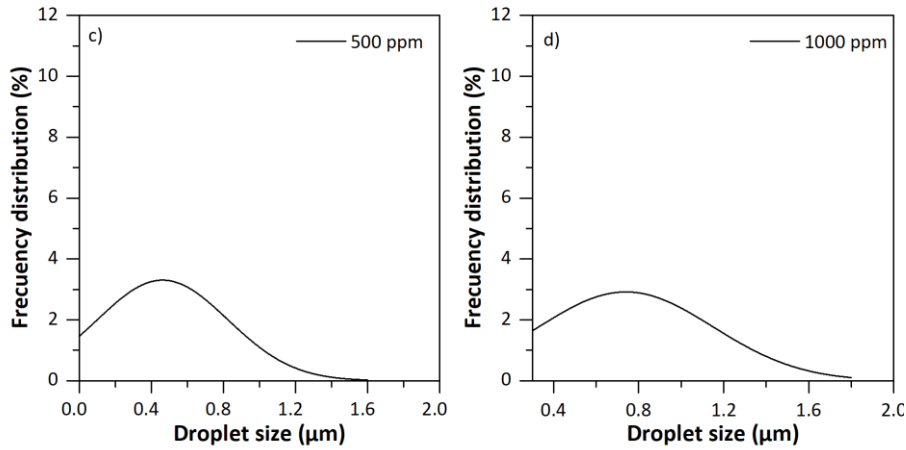 c)
500 ppm
12
10
8
6
4
2
0
Frecuency distribution (%)
0.0 0.4 0.8 1.2 1.6 2.0
Droplet size (µm)
d)
1000 ppm
12
10
8
6
4
2
0
Frecuency distribution (%)
0.4 0.8 1.2 1.6 2.0
Droplet size (µm)